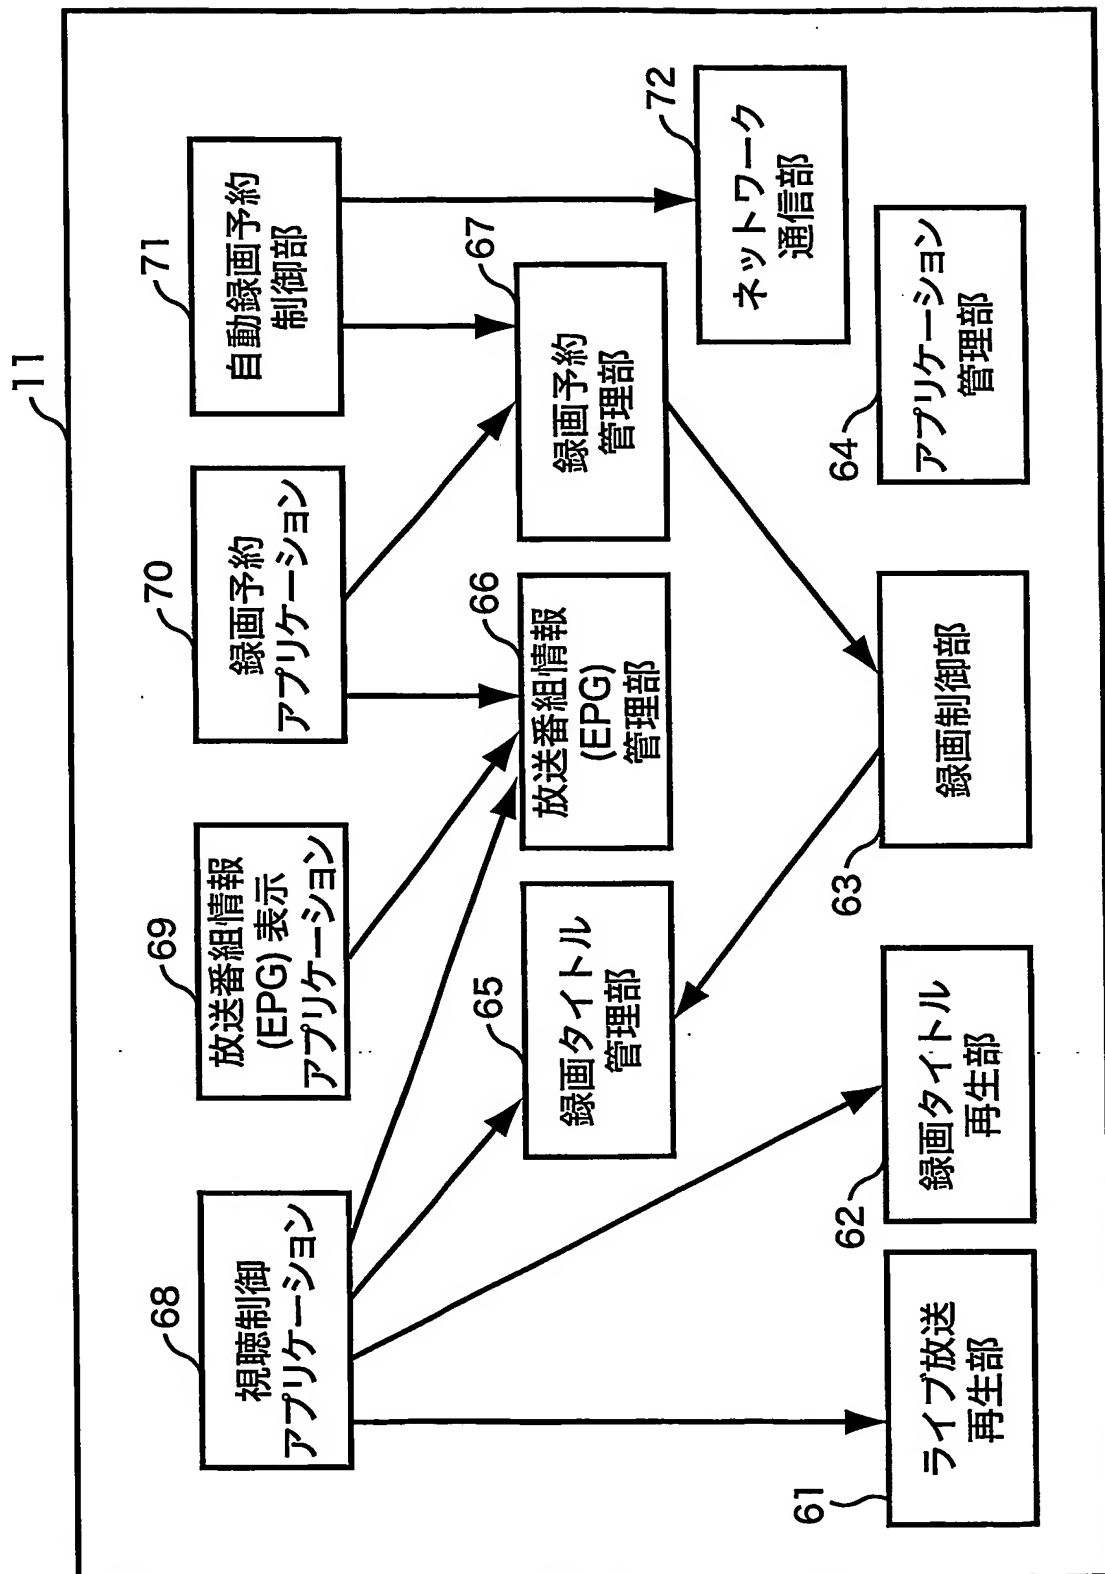 11
68
視聴制御
アプリケーション
69
放送番組情報
(EPG) 表示
アプリケーション
70
録画予約
アプリケーション
71
自動録画予約
制御部
65
録画タイトル
管理部
66
放送番組情報
(EPG)
管理部
67
録画予約
管理部
72
ネットワーク
通信部
61
ライブ放送
再生部
62
録画タイトル
再生部
63
録画制御部
64
アプリケーション
管理部